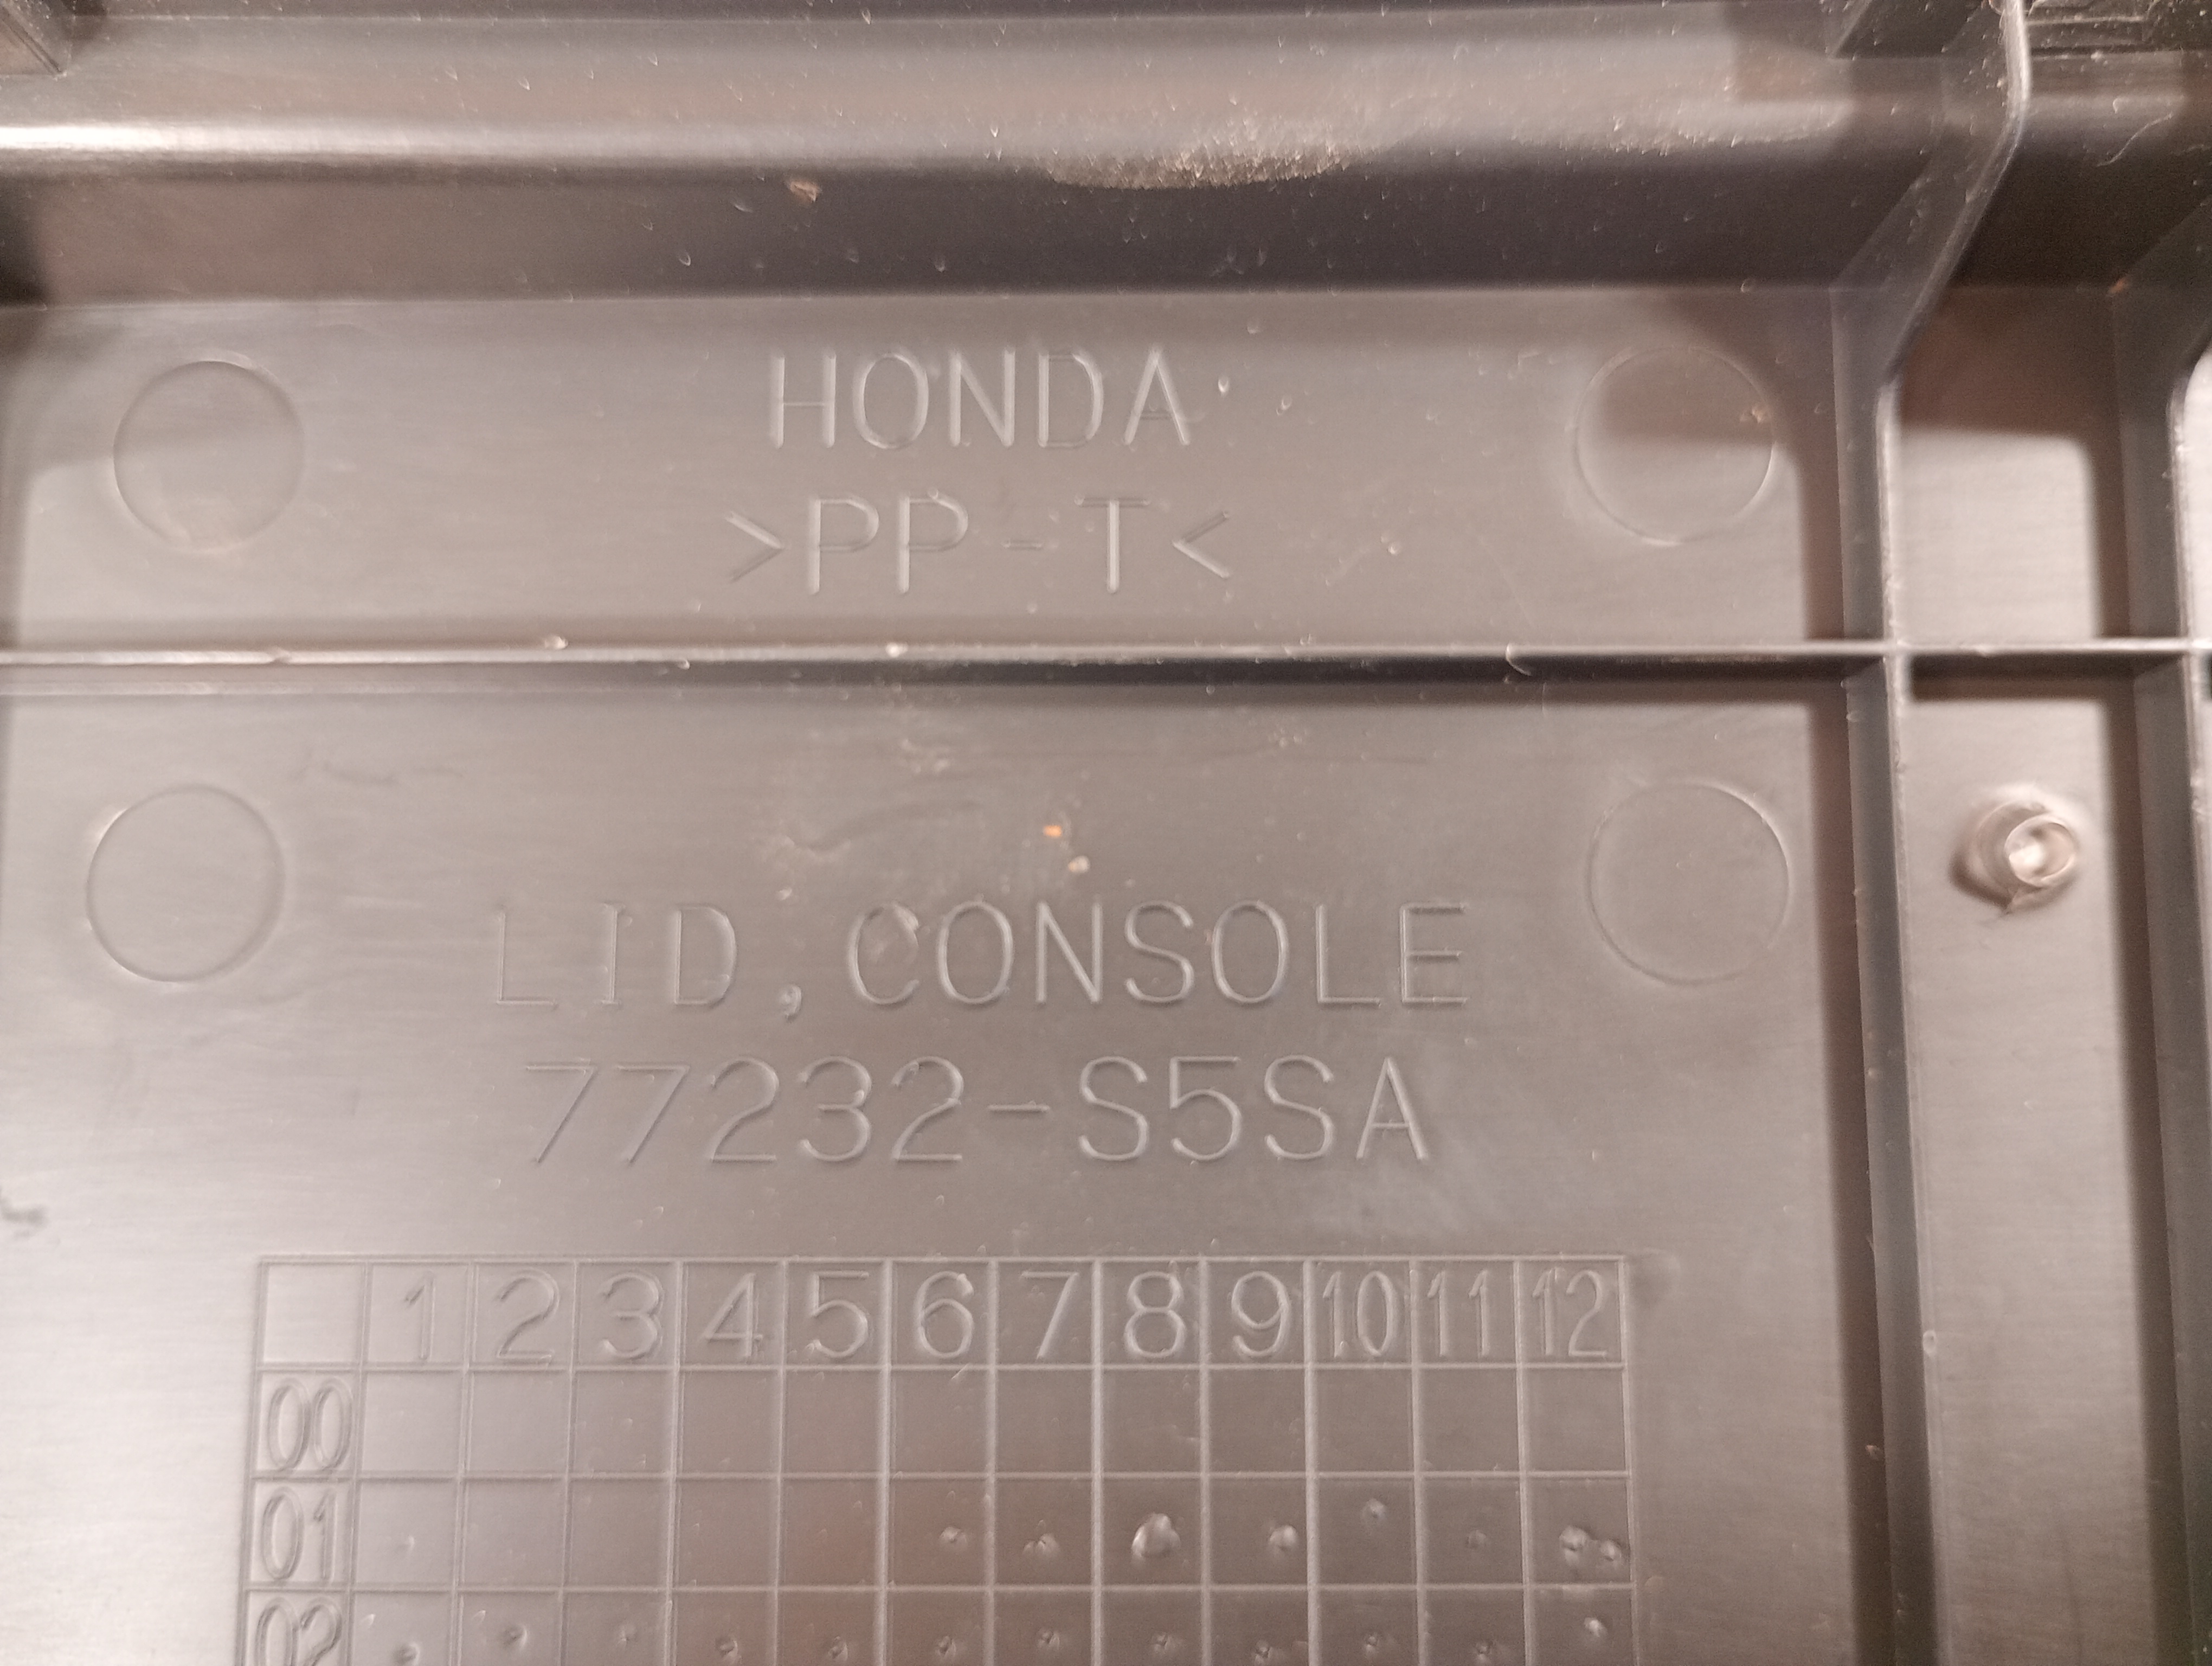 HONDA
>PP-T<
LID,CONSOLE
77232-S5SA
1 2 3 4 5 6 7 8 9 10 11 12
00
01
02